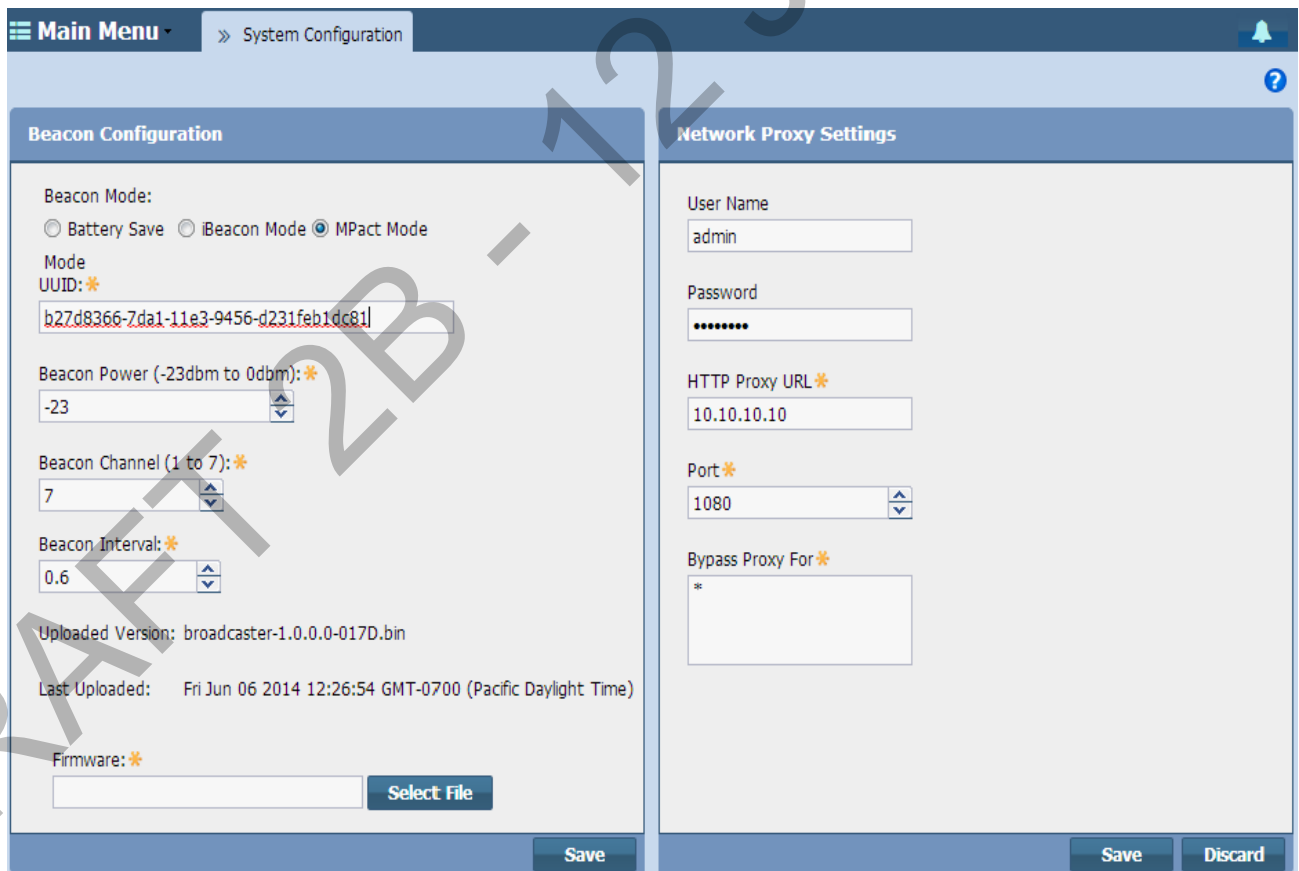 Main Menu
» System Configuration
?
Beacon Configuration
Beacon Mode:
Battery Save iBeacon Mode MPact Mode
Mode
UUID:*
b27d8366-7da1-11e3-9456-d231feb1dc81
Beacon Power (-23dbm to 0dbm):*
-23
Beacon Channel (1 to 7):*
7
Beacon Interval:*
0.6
Uploaded Version: broadcaster-1.0.0.0-017D.bin
Last Uploaded: Fri Jun 06 2014 12:26:54 GMT-0700 (Pacific Daylight Time)
Firmware:*
Select File
Save
Network Proxy Settings
User Name
admin
Password
••••••••
HTTP Proxy URL*
10.10.10.10
Port*
1080
Bypass Proxy For*
*
Save Discard
RAFT 2B - 12